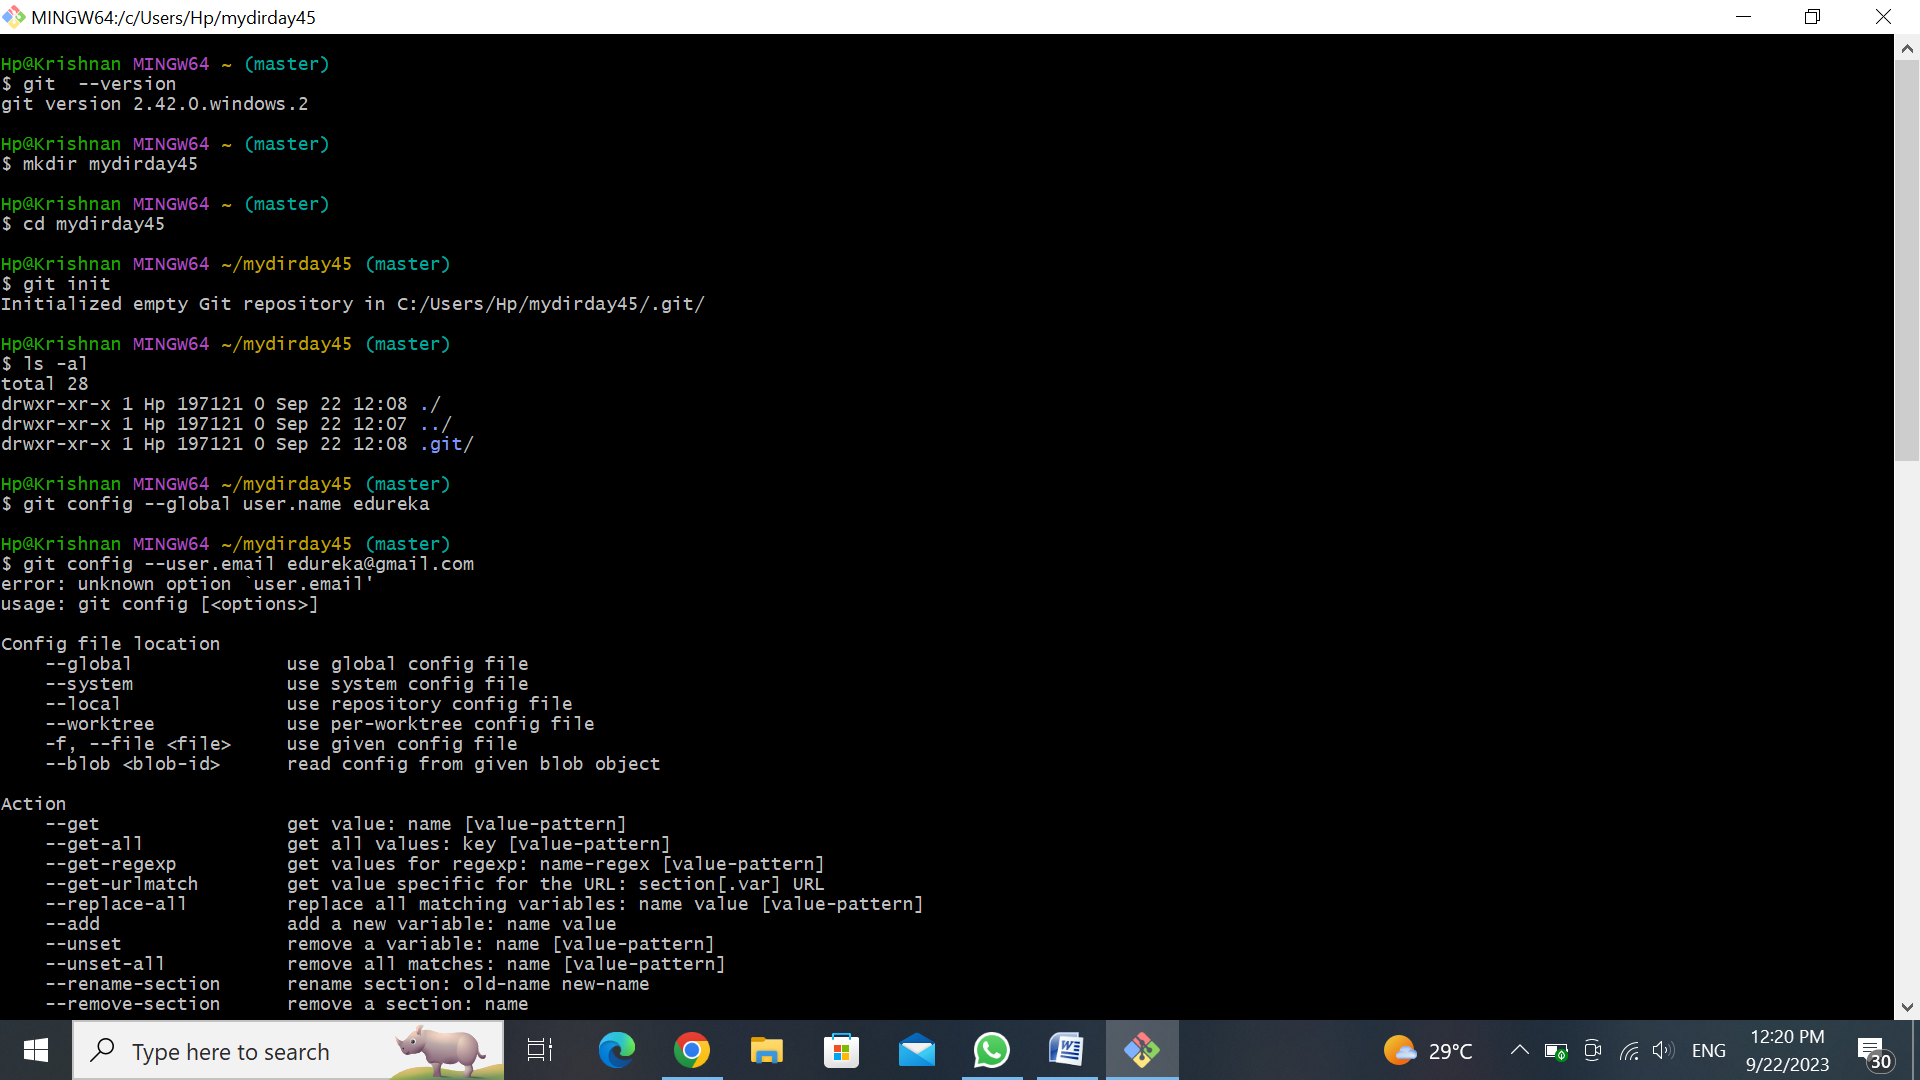 MINGW64:/c/Users/Hp/mydirday45
Hp@Krishnan MINGW64 ~ (master)
$ git  --version
git version 2.42.0.windows.2
Hp@Krishnan MINGW64 ~ (master)
$ mkdir mydirday45
Hp@Krishnan MINGW64 ~ (master)
$ cd mydirday45
Hp@Krishnan MINGW64 ~/mydirday45 (master)
$ git init
Initialized empty Git repository in C:/Users/Hp/mydirday45/.git/
Hp@Krishnan MINGW64 ~/mydirday45 (master)
$ ls -al
total 28
drwxr-xr-x 1 Hp 197121 0 Sep 22 12:08 ./
drwxr-xr-x 1 Hp 197121 0 Sep 22 12:07 ../
drwxr-xr-x 1 Hp 197121 0 Sep 22 12:08 .git/
Hp@Krishnan MINGW64 ~/mydirday45 (master)
$ git config --global user.name edureka
Hp@Krishnan MINGW64 ~/mydirday45 (master)
$ git config --user.email edureka@gmail.com
error: unknown option `user.email'
usage: git config [<options>]
Config file location
    --global              use global config file
    --system              use system config file
    --local               use repository config file
    --worktree            use per-worktree config file
    -f, --file <file>     use given config file
    --blob <blob-id>      read config from given blob object
Action
    --get                 get value: name [value-pattern]
    --get-all             get all values: key [value-pattern]
    --get-regexp          get values for regexp: name-regex [value-pattern]
    --get-urlmatch        get value specific for the URL: section[.var] URL
    --replace-all         replace all matching variables: name value [value-pattern]
    --add                 add a new variable: name value
    --unset               remove a variable: name [value-pattern]
    --unset-all           remove all matches: name [value-pattern]
    --rename-section      rename section: old-name new-name
    --remove-section      remove a section: name
Type here to search
29°C
ENG
12:20 PM
9/22/2023
30